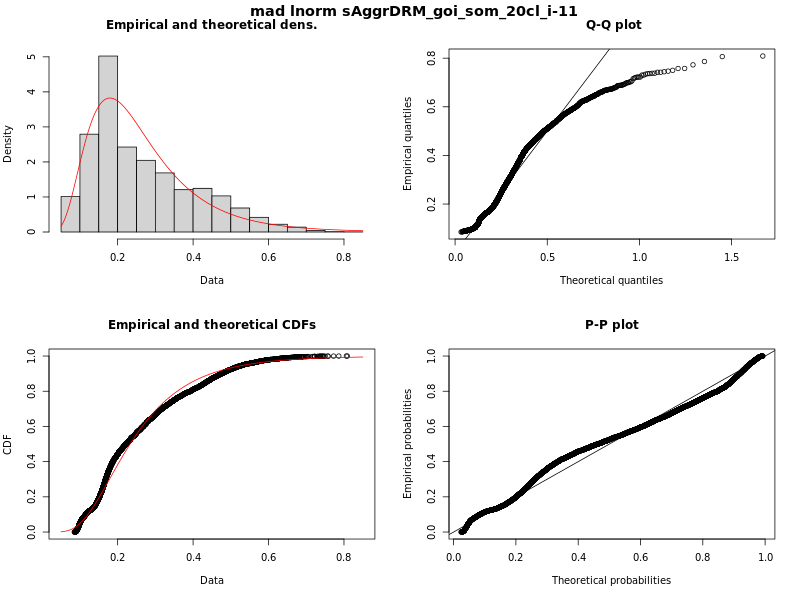 mad lnorm sAggrDRM_goi_som_20cl_i-11
Empirical and theoretical dens.
Density
0 1 2 3 4 5
0.2 0.4 0.6 0.8
Data
Q-Q plot
Empirical quantiles
0.2 0.4 0.6 0.8
0.0 0.5 1.0 1.5
Theoretical quantiles
Empirical and theoretical CDFs
CDF
0.0 0.2 0.4 0.6 0.8 1.0
0.2 0.4 0.6 0.8
Data
P-P plot
Empirical probabilities
0.0 0.2 0.4 0.6 0.8 1.0
0.0 0.2 0.4 0.6 0.8 1.0
Theoretical probabilities